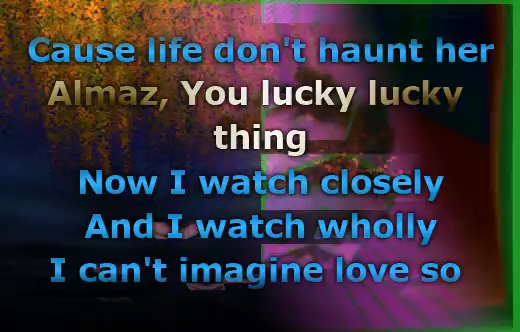 Cause life don't haunt her
Almaz, You lucky lucky
thing
Now I watch closely
And I watch wholly
I can't imagine love so